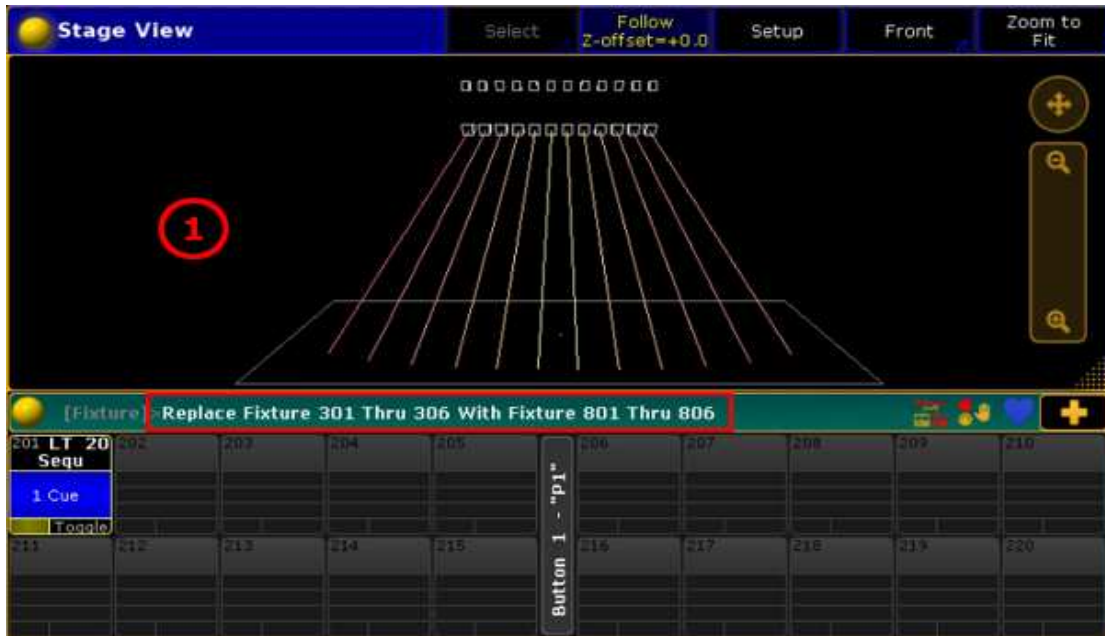 Stage View
Select
Follow
Z-offset=+0.0
Setup
Front
Zoom to
Fit
1
[Fixture]>
Replace Fixture 301 Thru 306 With Fixture 801 Thru 806
201 LT 20
Sequ
1 Cue
Toggle
202
203
204
205
206
207
208
209
210
Button 1 - "p1"
211
212
213
214
215
216
217
218
219
220